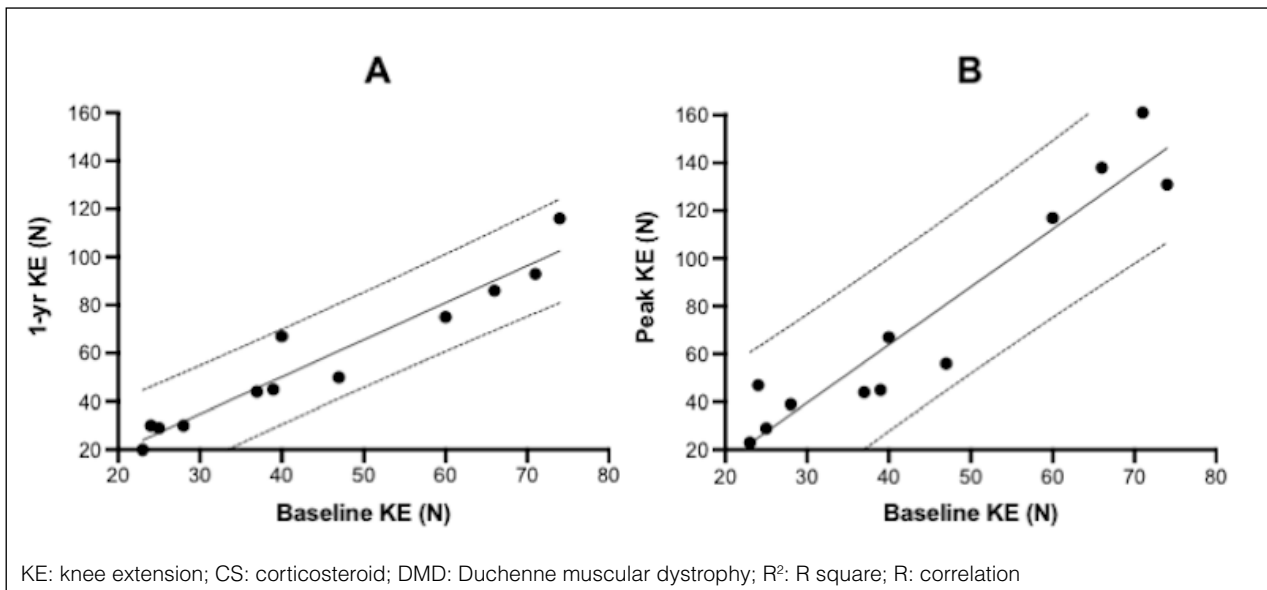 A
B
160
140
120
100
80
60
40
20
1-yr KE (N)
20 30 40 50 60 70 80
Baseline KE (N)
160
140
120
100
80
60
40
20
Peak KE (N)
20 30 40 50 60 70 80
Baseline KE (N)
KE: knee extension; CS: corticosteroid; DMD: Duchenne muscular dystrophy; R²: R square; R: correlation